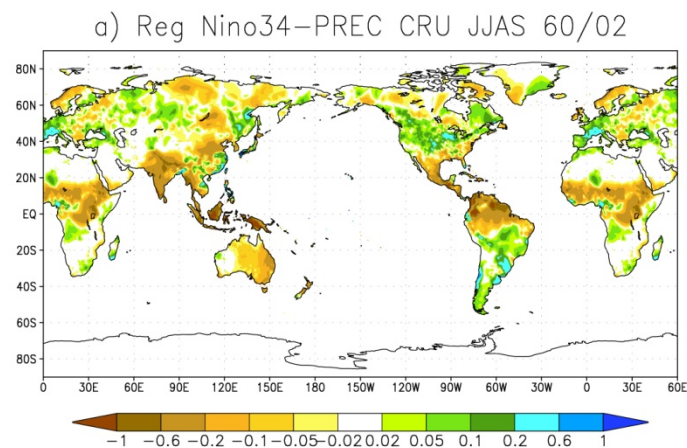 a) Reg Nino34-PREC CRU JJAS 60/02
80N
60N
40N
20N
EQ
20S
40S
60S
80S
0 30E 60E 90E 120E 150E 180 150W 120W 90W 60W 30W 0 30E 60E
-1 -0.6 -0.2 -0.1 -0.05 -0.02 0.02 0.05 0.1 0.2 0.6